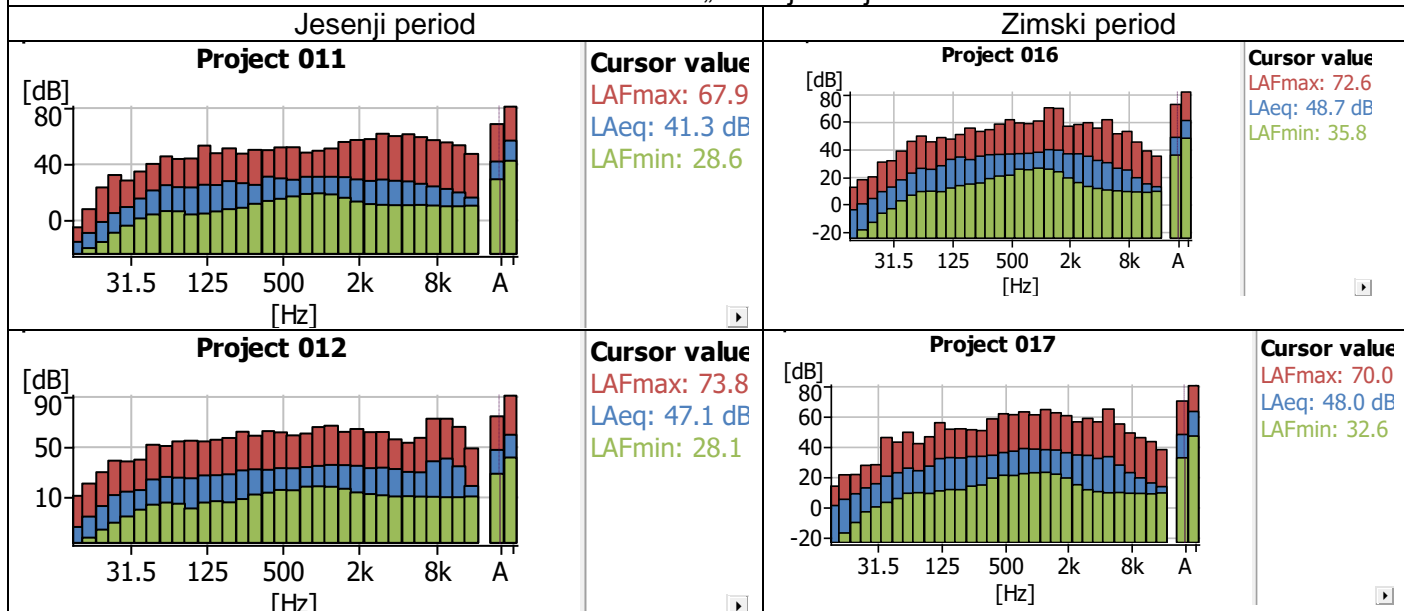 Jesenji period
Zimski period
Project 011
[dB]
80
40
0
31.5 125 500 2k 8k A
[Hz]
Cursor value
LAFmax: 67.9
LAeq: 41.3 dB
LAFmin: 28.6
Project 016
[dB]
80
60
40
20
0
-20
31.5 125 500 2k 8k A
[Hz]
Cursor value
LAFmax: 72.6
LAeq: 48.7 dB
LAFmin: 35.8
Project 012
[dB]
90
50
10
31.5 125 500 2k 8k A
[Hz]
Cursor value
LAFmax: 73.8
LAeq: 47.1 dB
LAFmin: 28.1
Project 017
[dB]
80
60
40
20
0
-20
31.5 125 500 2k 8k A
[Hz]
Cursor value
LAFmax: 70.0
LAeq: 48.0 dB
LAFmin: 32.6